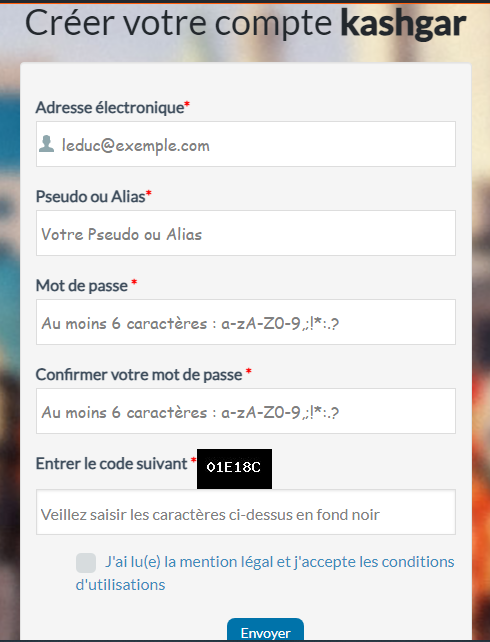 Créer votre compte kashgar
Adresse électronique*
leduc@exemple.com
Pseudo ou Alias*
Votre Pseudo ou Alias
Mot de passe *
Au moins 6 caractères : a-zA-Z0-9,;!*:.?
Confirmer votre mot de passe *
Au moins 6 caractères : a-zA-Z0-9,;!*:.?
Entrer le code suivant * 01E18C
Veillez saisir les caractères ci-dessus en fond noir
J'ai lu(e) la mention légal et j'accepte les conditions
d'utilisations
Envoyer